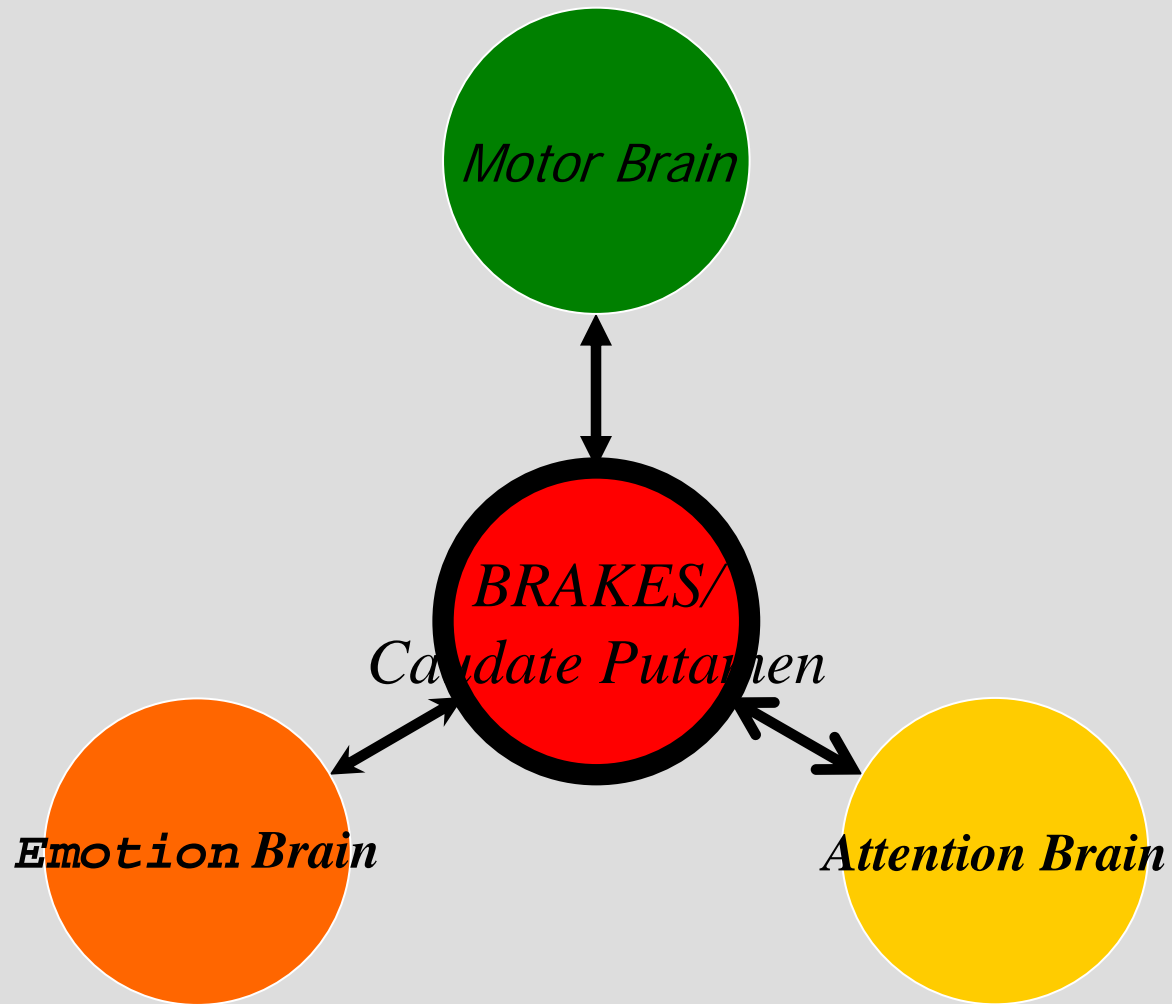 Motor Brain
BRAKES/
Caudate Putamen
Emotion Brain
Attention Brain